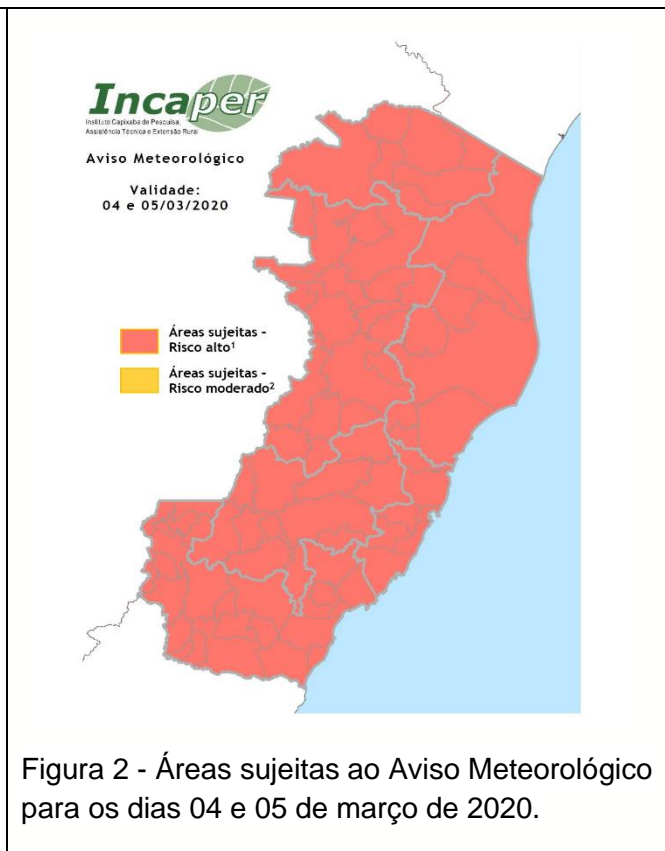 Incaper
Instituto Capixaba de Pesquisa,
Assistência Técnica e Extensão Rural
Aviso Meteorológico
Validade:
04 e 05/03/2020
Áreas sujeitas -
Risco alto¹
Áreas sujeitas -
Risco moderado²
Figura 2 - Áreas sujeitas ao Aviso Meteorológico
para os dias 04 e 05 de março de 2020.